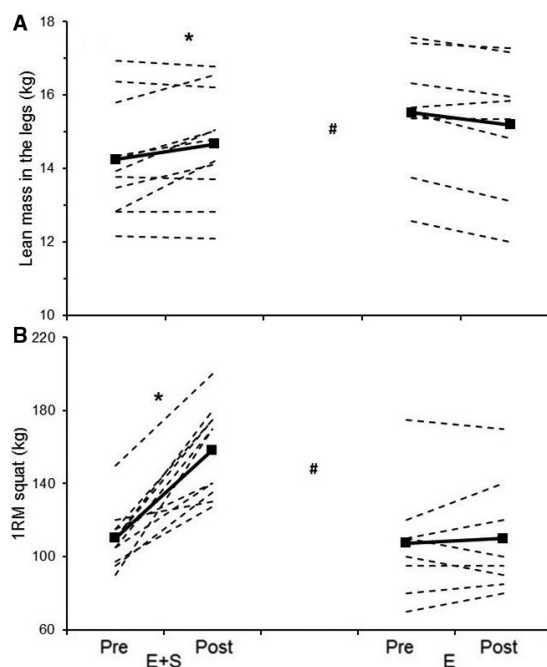 A
Lean mass in the legs (kg)
18
16
14
12
10
*
#
B
1RM squat (kg)
220
180
140
100
60
*
#
Pre Post Pre Post
E+S E